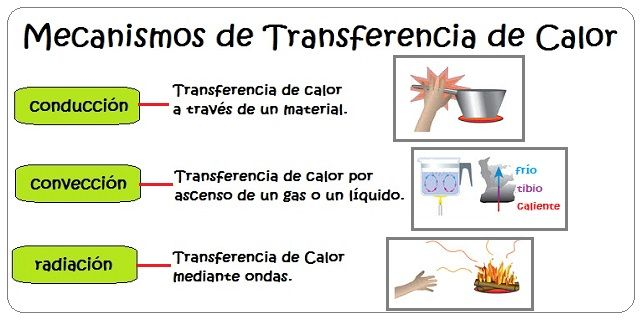 Mecanismos de Transferencia de Calor
conducción
Transferencia de calor
a través de un material.
convección
Transferencia de calor por
ascenso de un gas o un líquido.
frío
tibio
Caliente
radiación
Transferencia de Calor
mediante ondas.